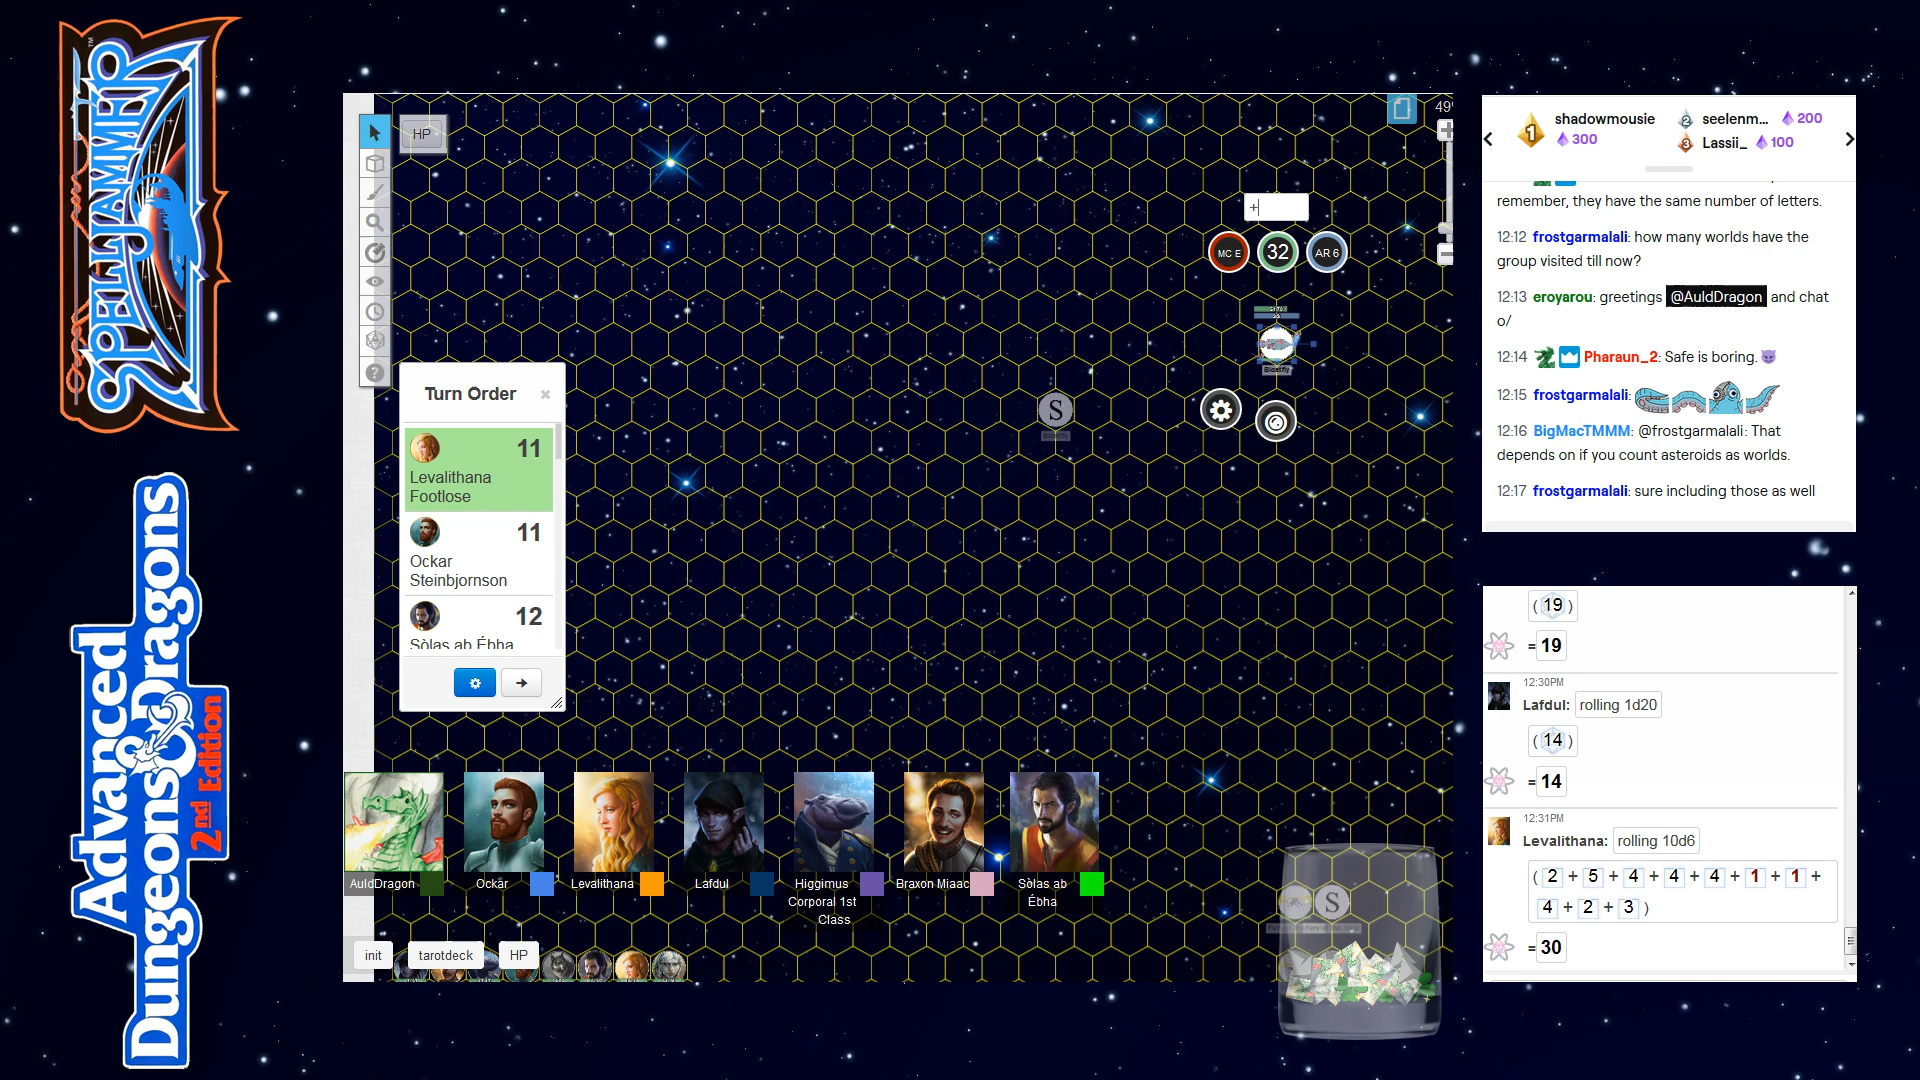 SPELLJAMMER
TM
Advanced
Dungeons & Dragons
2nd Edition
HP
49
+
MC E
32
AR 6
Bloatfly
S
Turn Order
×
11
Levalithana
Footlose
11
Ockar
Steinbjornson
12
Sòlas ab Ébha
AuldDragon
Ockar
Levalithana
Lafdul
Higgimus
Corporal 1st
Class
Braxon Miaac
Sòlas ab
Ébha
init
tarotdeck
HP
S
1
shadowmousie
300
2
seelenm...
200
3
Lassii_
100
remember, they have the same number of letters.
12:12 frostgarmalali: how many worlds have the
group visited till now?
12:13 eroyarou: greetings @AuldDragon and chat
o/
12:14 Pharaun_2: Safe is boring.
12:15 frostgarmalali:
12:16 BigMacTMMM: @frostgarmalali: That
depends on if you count asteroids as worlds.
12:17 frostgarmalali: sure including those as well
(19)
=19
12:30PM
Lafdul: rolling 1d20
(14)
=14
12:31PM
Levalithana: rolling 10d6
(2+5+4+4+4+1+1+
4+2+3)
=30